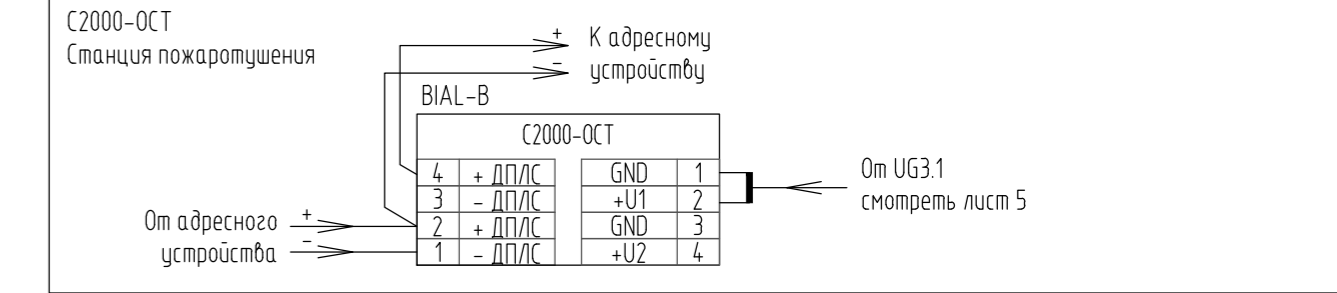 С2000-ОСТ
Станция пожаротушения
+ К адресному
- устройству
BIAL-B
С2000-ОСТ
4 + ДПЛС GND 1
3 - ДПЛС +U1 2
2 + ДПЛС GND 3
1 - ДПЛС +U2 4
От адресного +
устройства -
От UG3.1
смотреть лист 5